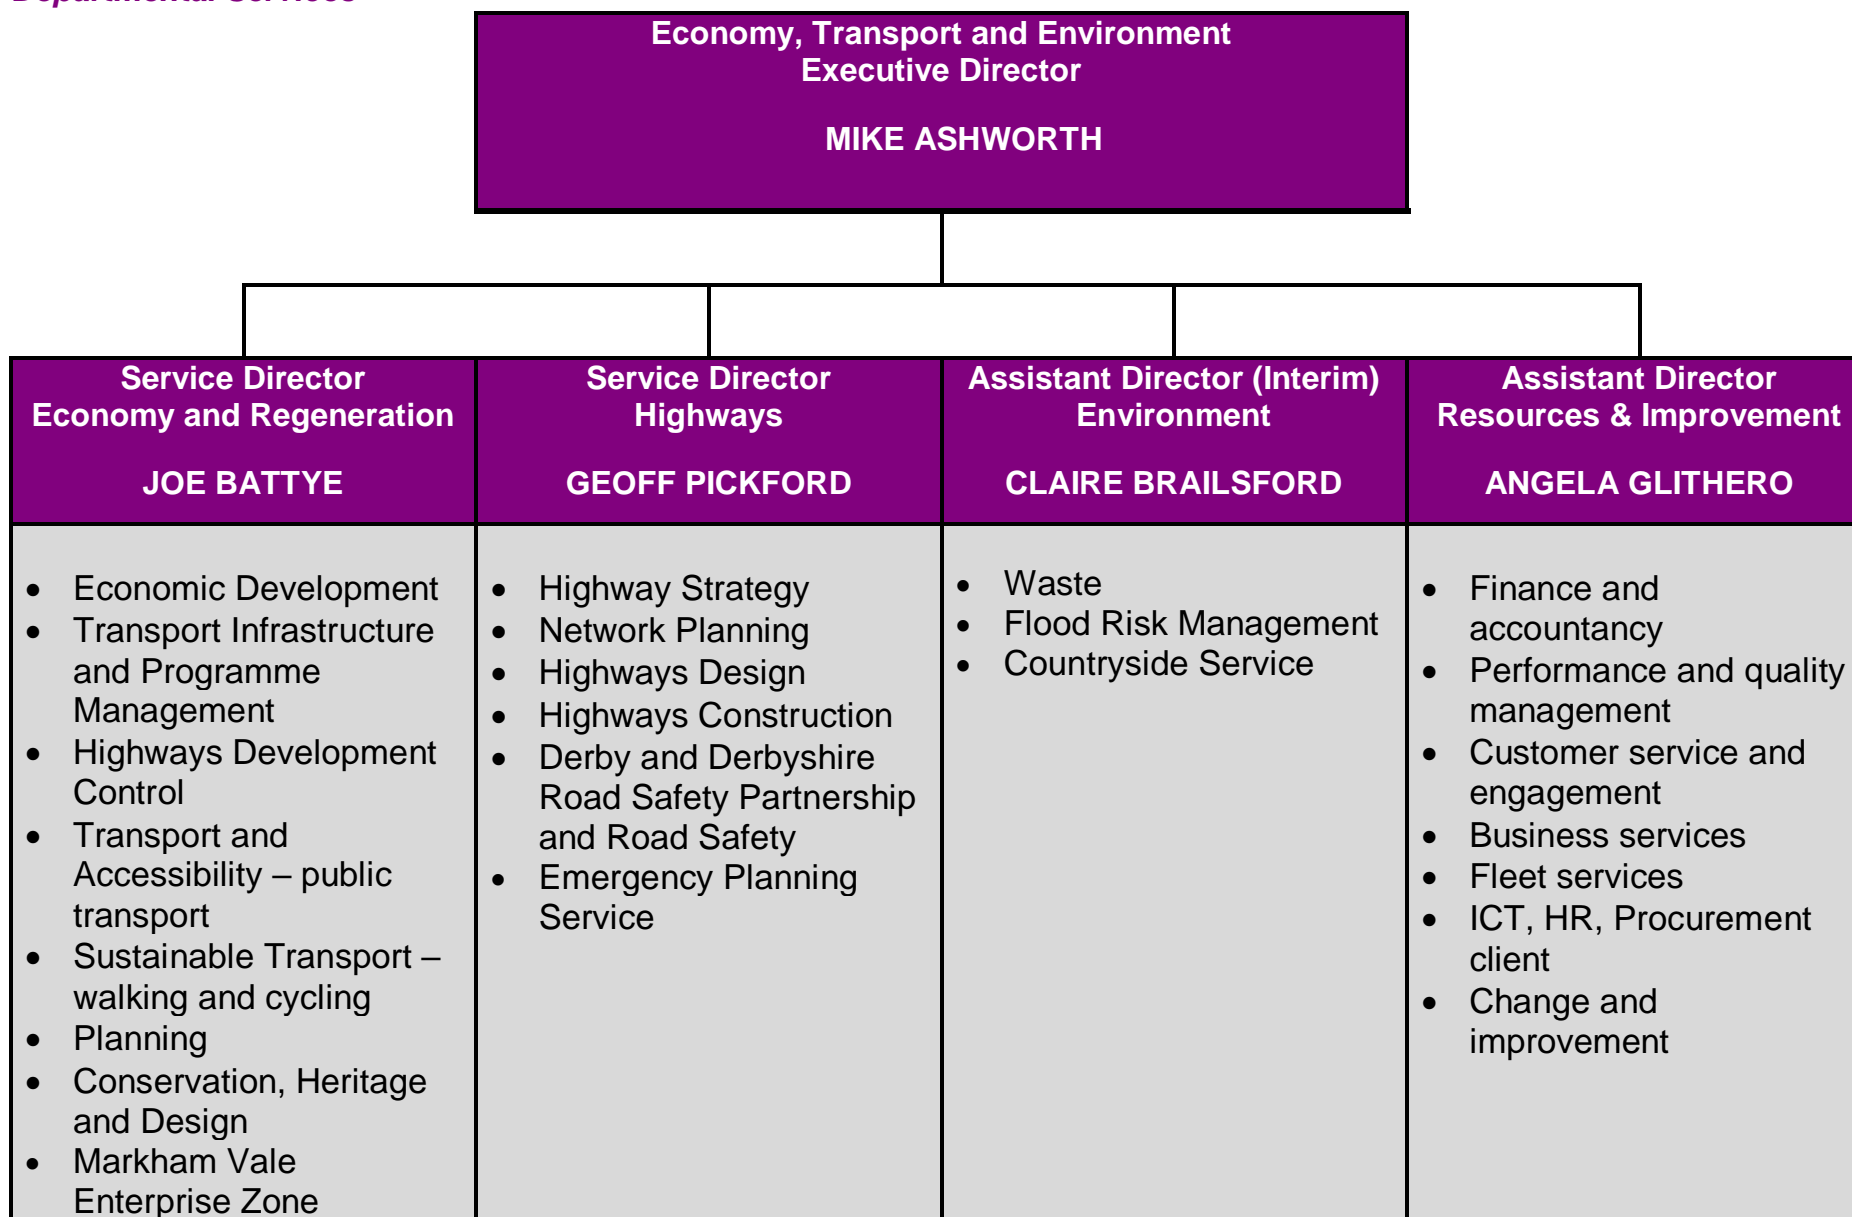 Departmental Services
Economy, Transport and Environment
Executive Director
MIKE ASHWORTH
Service Director
Economy and Regeneration
JOE BATTYE
Service Director
Highways
GEOFF PICKFORD
Assistant Director (Interim)
Environment
CLAIRE BRAILSFORD
Assistant Director
Resources & Improvement
ANGELA GLITHERO
• Economic Development
• Transport Infrastructure
and Programme
Management
• Highways Development
Control
• Transport and
Accessibility – public
transport
• Sustainable Transport –
walking and cycling
• Planning
• Conservation, Heritage
and Design
• Markham Vale
Enterprise Zone
• Highway Strategy
• Network Planning
• Highways Design
• Highways Construction
• Derby and Derbyshire
Road Safety Partnership
and Road Safety
• Emergency Planning
Service
• Waste
• Flood Risk Management
• Countryside Service
• Finance and
accountancy
• Performance and quality
management
• Customer service and
engagement
• Business services
• Fleet services
• ICT, HR, Procurement
client
• Change and
improvement